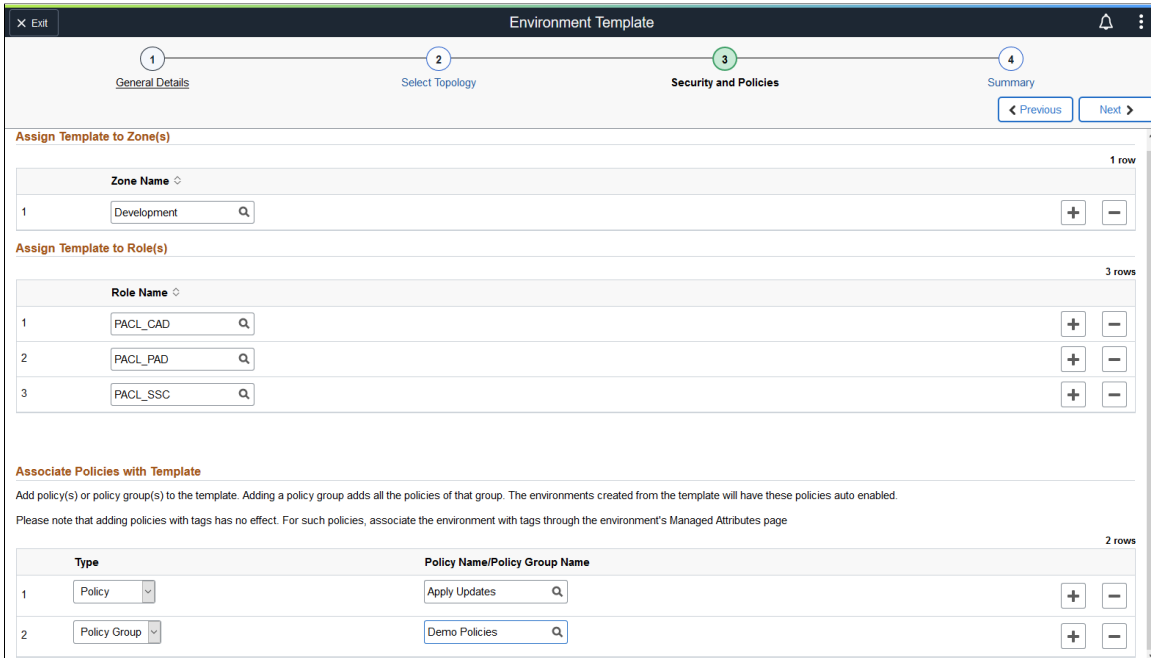 Exit
Environment Template
1
2
3
4
General Details
Select Topology
Security and Policies
Summary
Previous
Next
Assign Template to Zone(s)
1 row
Zone Name
1
Development
Assign Template to Role(s)
3 rows
Role Name
1
PACL_CAD
2
PACL_PAD
3
PACL_SSC
Associate Policies with Template
Add policy(s) or policy group(s) to the template. Adding a policy group adds all the policies of that group. The environments created from the template will have these policies auto enabled.
Please note that adding policies with tags has no effect. For such policies, associate the environment with tags through the environment's Managed Attributes page
2 rows
Type
Policy Name/Policy Group Name
1
Policy
Apply Updates
2
Policy Group
Demo Policies